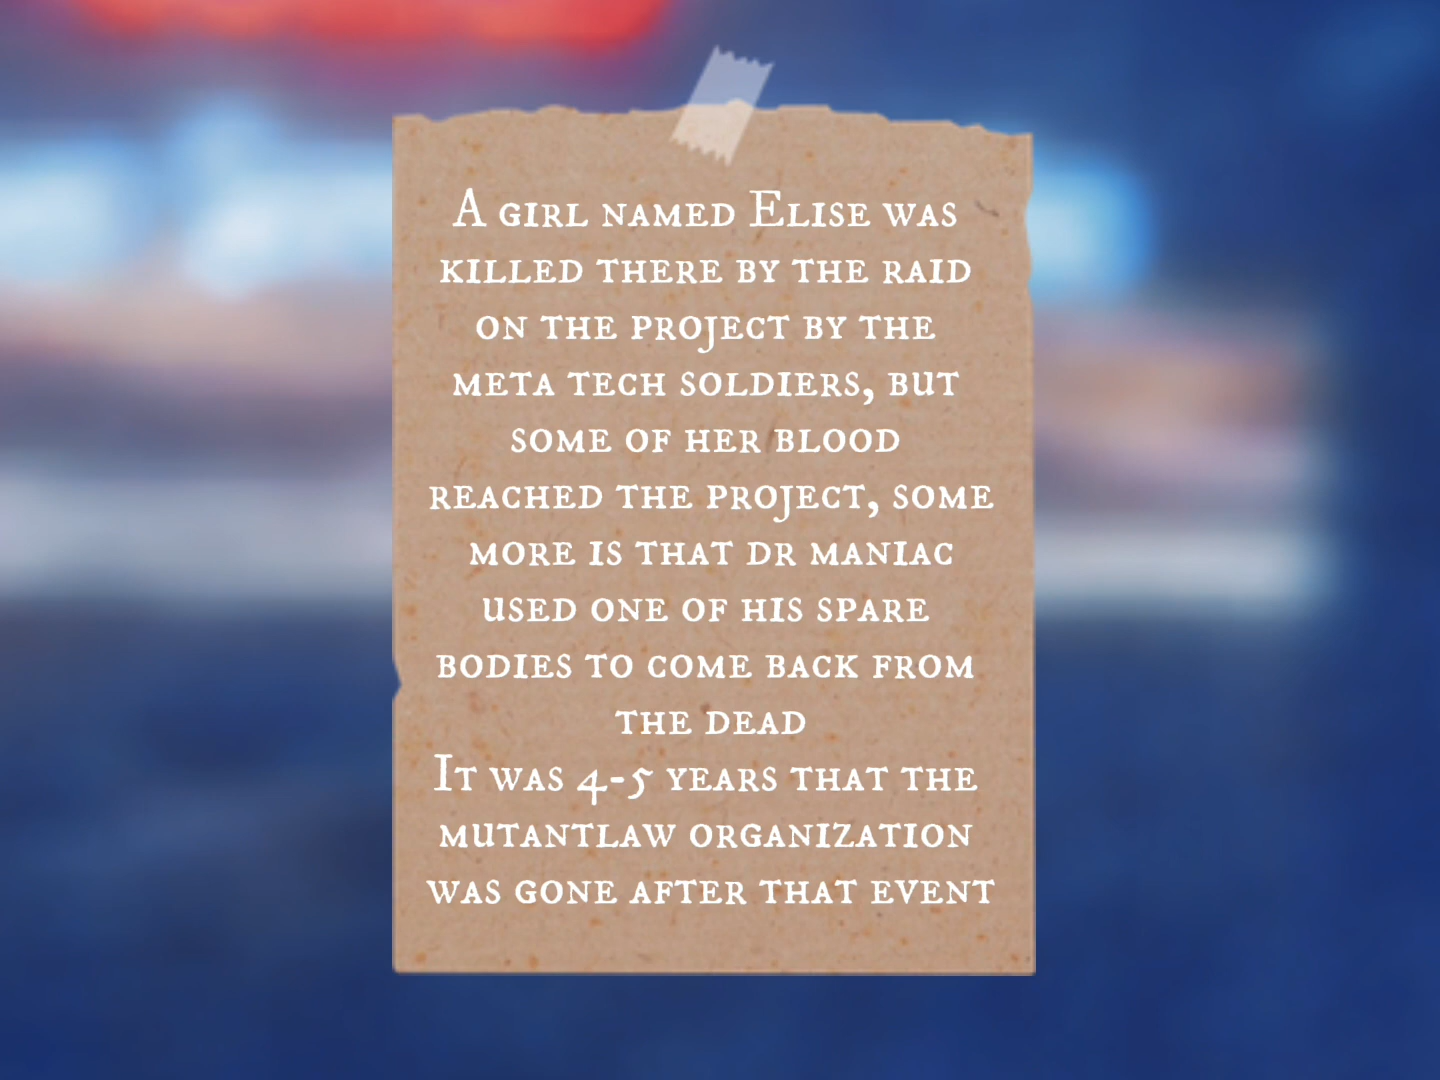 A girl named Elise was
killed there by the raid
on the project by the
meta tech soldiers, but
some of her blood
reached the project, some
more is that dr maniac
used one of his spare
bodies to come back from
the dead
It was 4-5 years that the
mutantlaw organization
was gone after that event